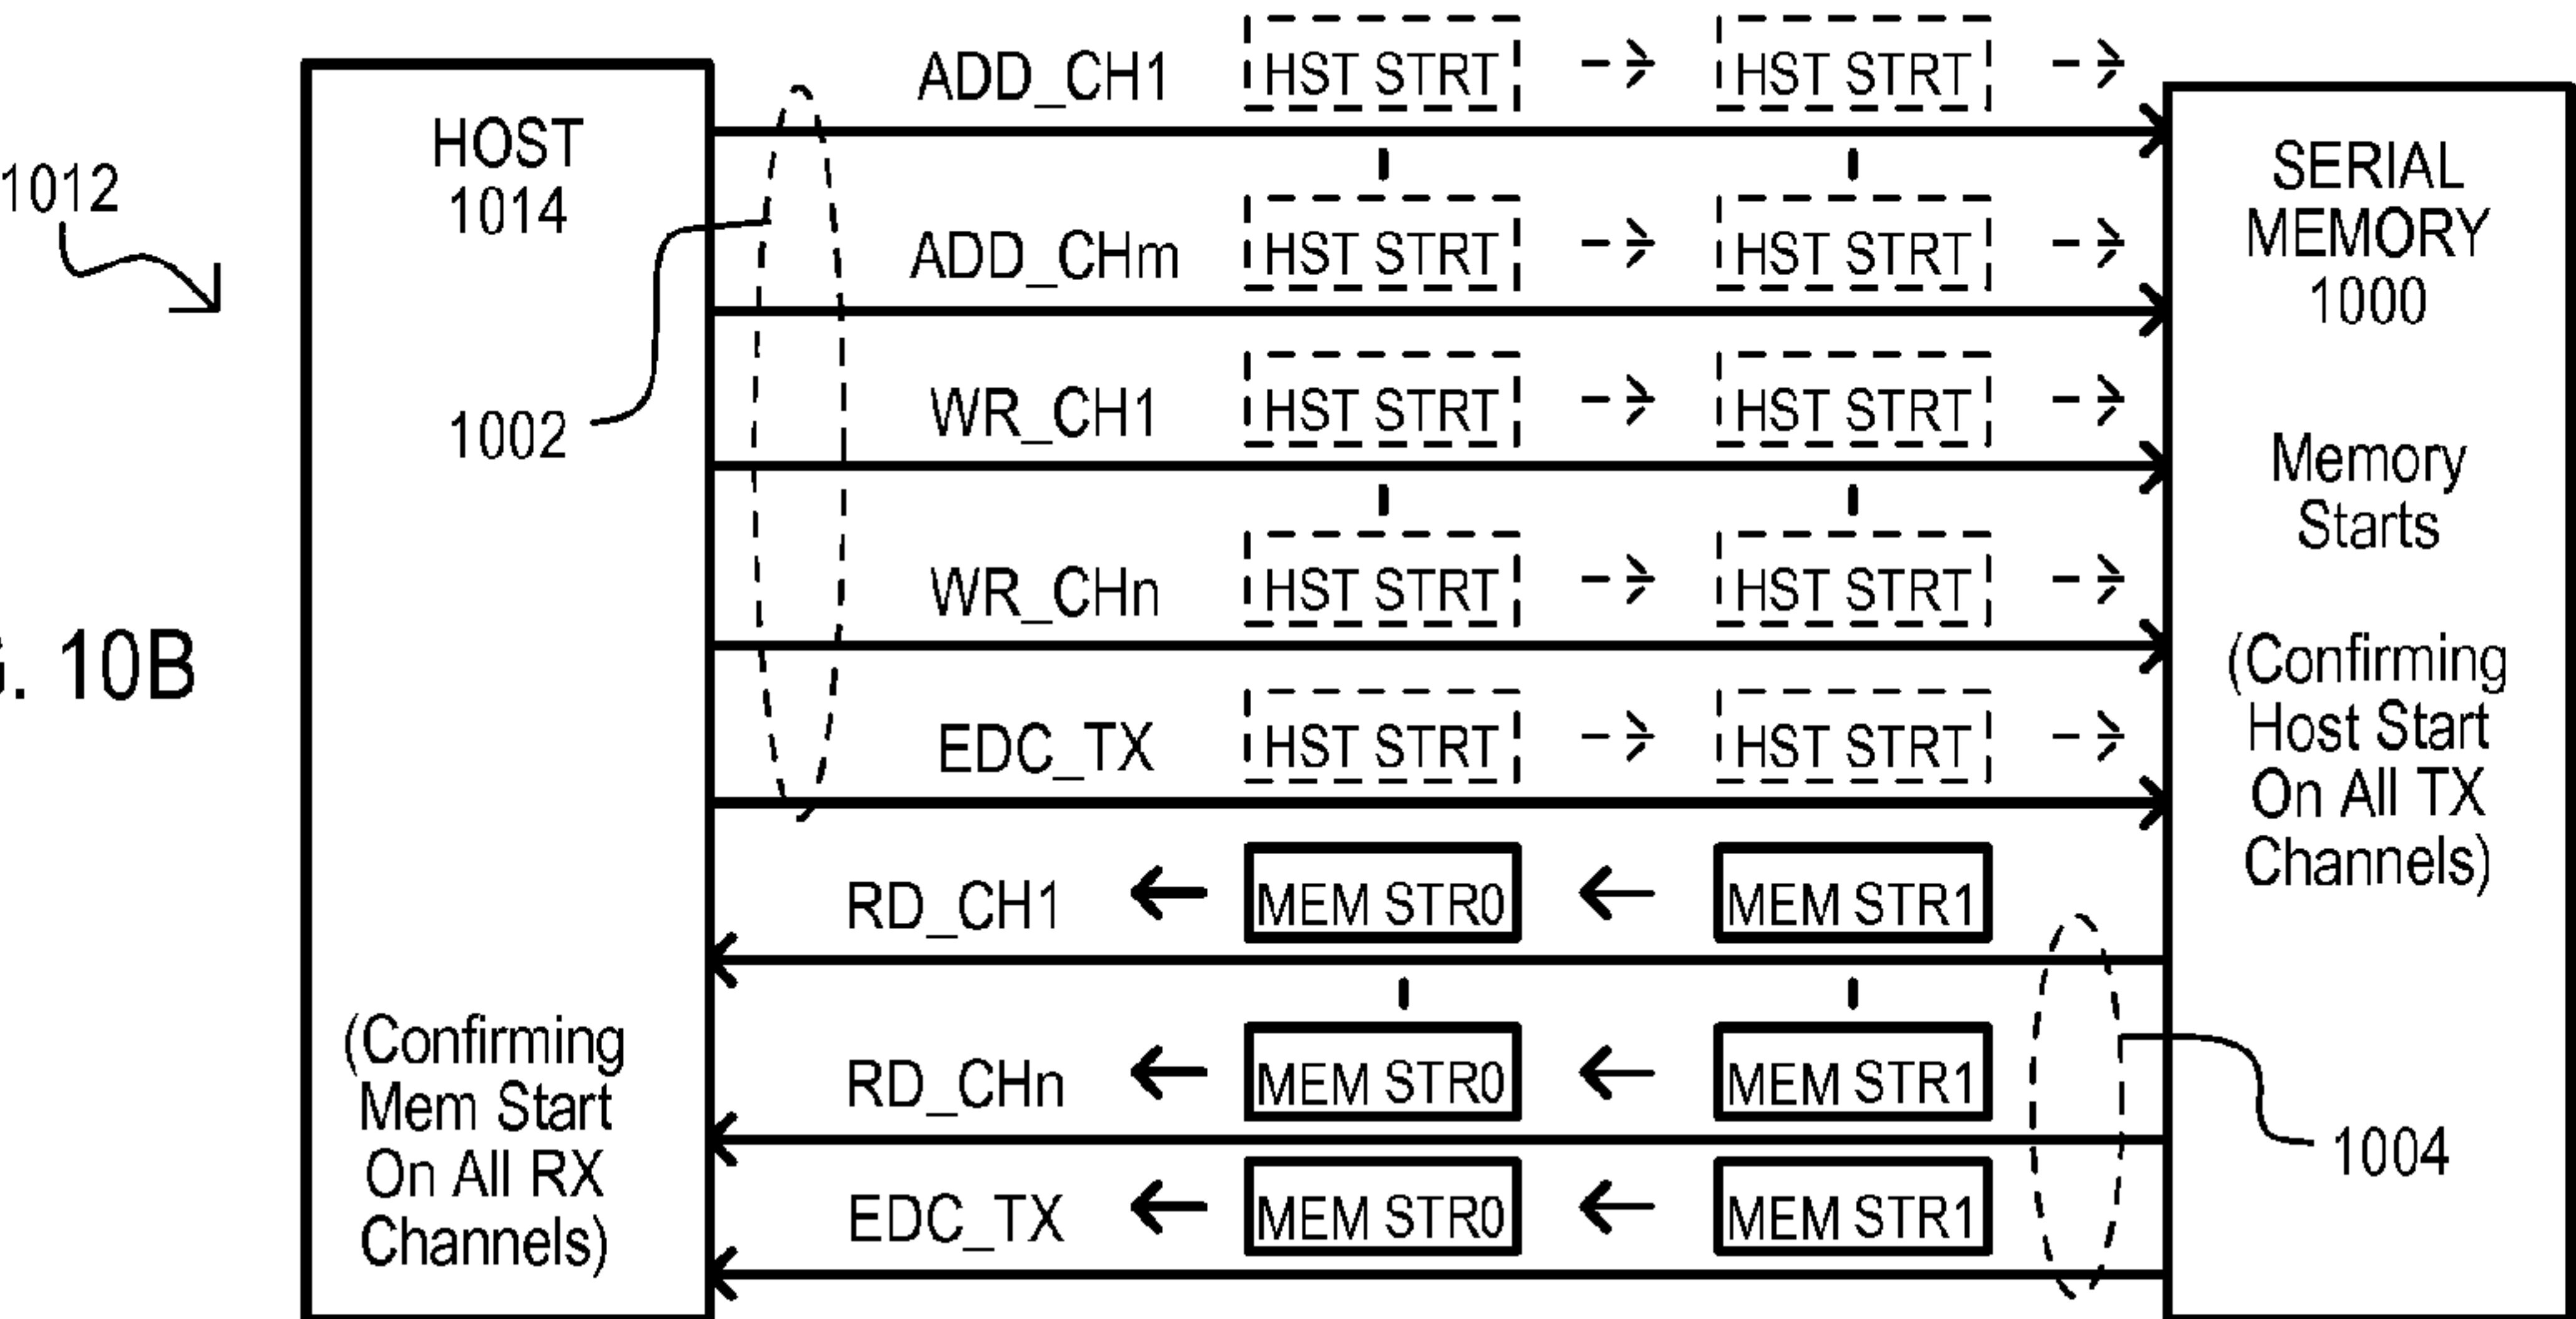 1012
G. 10B
HOST
1014
1002
(Confirming
Mem Start
On All RX
Channels)
ADD_CH1 HST STRT HST STRT
ADD_CHm HST STRT HST STRT
WR_CH1 HST STRT HST STRT
WR_CHn HST STRT HST STRT
EDC_TX HST STRT HST STRT
RD_CH1 MEM STR0 MEM STR1
RD_CHn MEM STR0 MEM STR1
EDC_TX MEM STR0 MEM STR1
SERIAL
MEMORY
1000
Memory
Starts
(Confirming
Host Start
On All TX
Channels)
1004